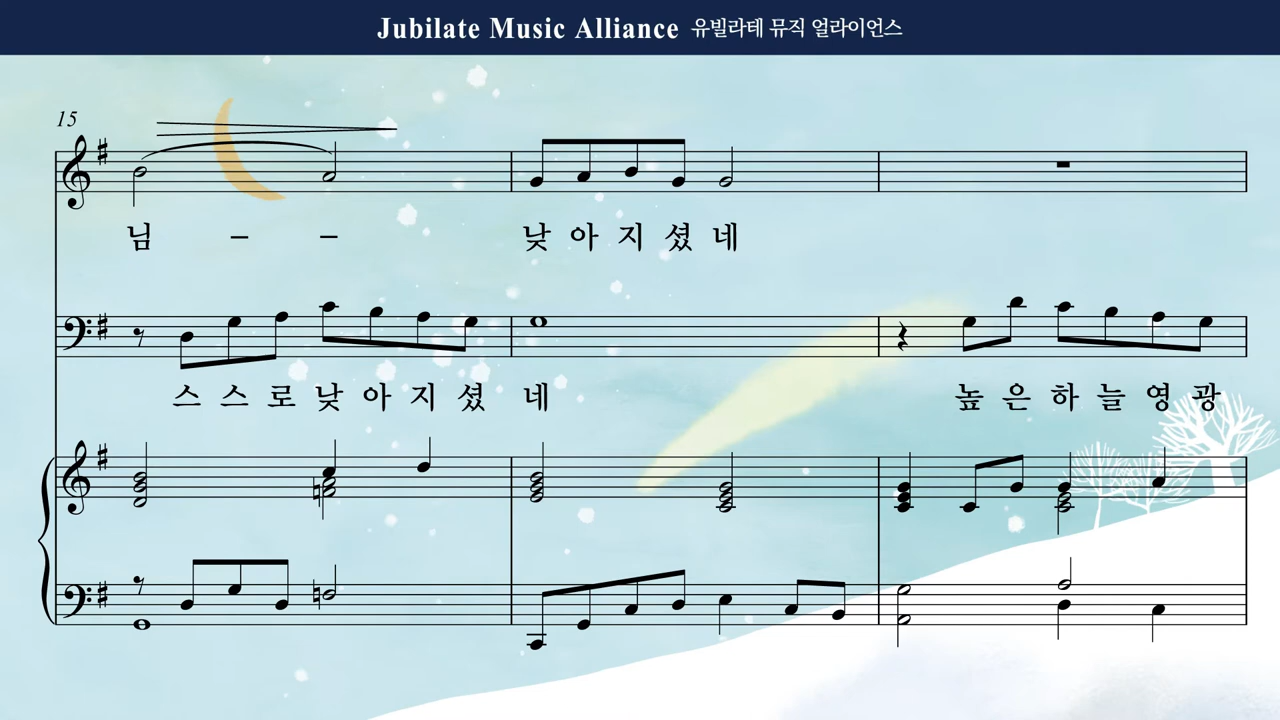 Jubilate Music Alliance 유빌라테 뮤직 얼라이언스
15
님 - - 낮 아 지 셨 네
스 스 로 낮 아 지 셨 네 높 은 하 늘 영 광